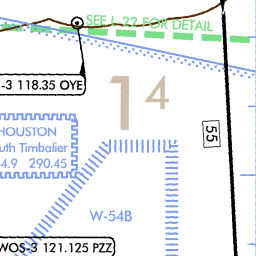 SEE L-22 FOR DETAIL
-3 118.35 OYE
14
HOUSTON
uth Timbalier
4.9 290.45
55
W-54B
WOS-3 121.125 PZZ